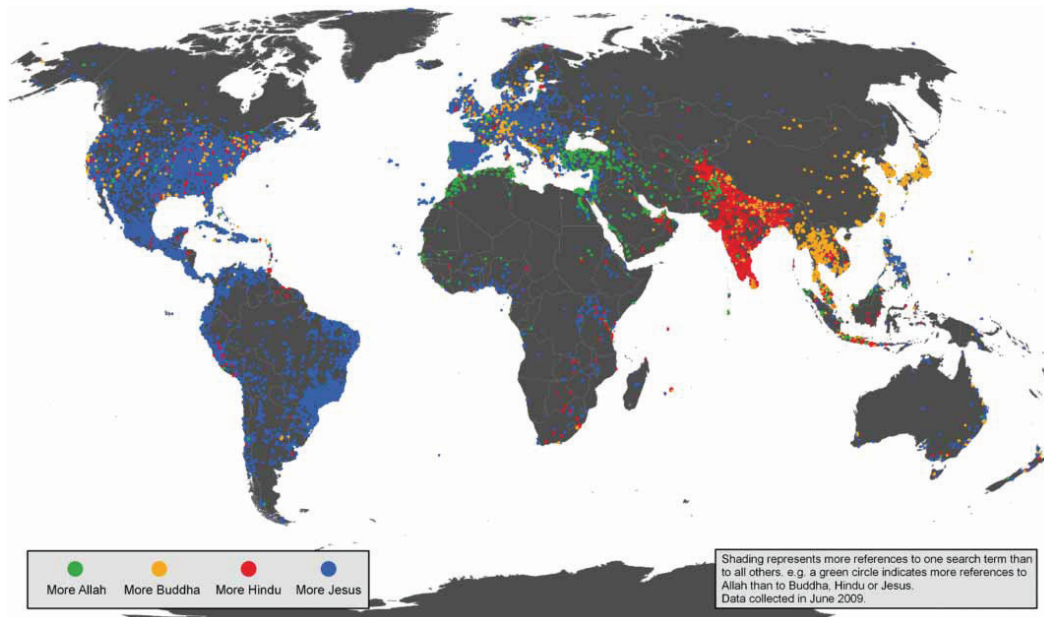 More Allah
More Buddha
More Hindu
More Jesus
Shading represents more references to one search term than
to all others. e.g. a green circle indicates more references to
Allah than to Buddha, Hindu or Jesus.
Data collected in June 2009.